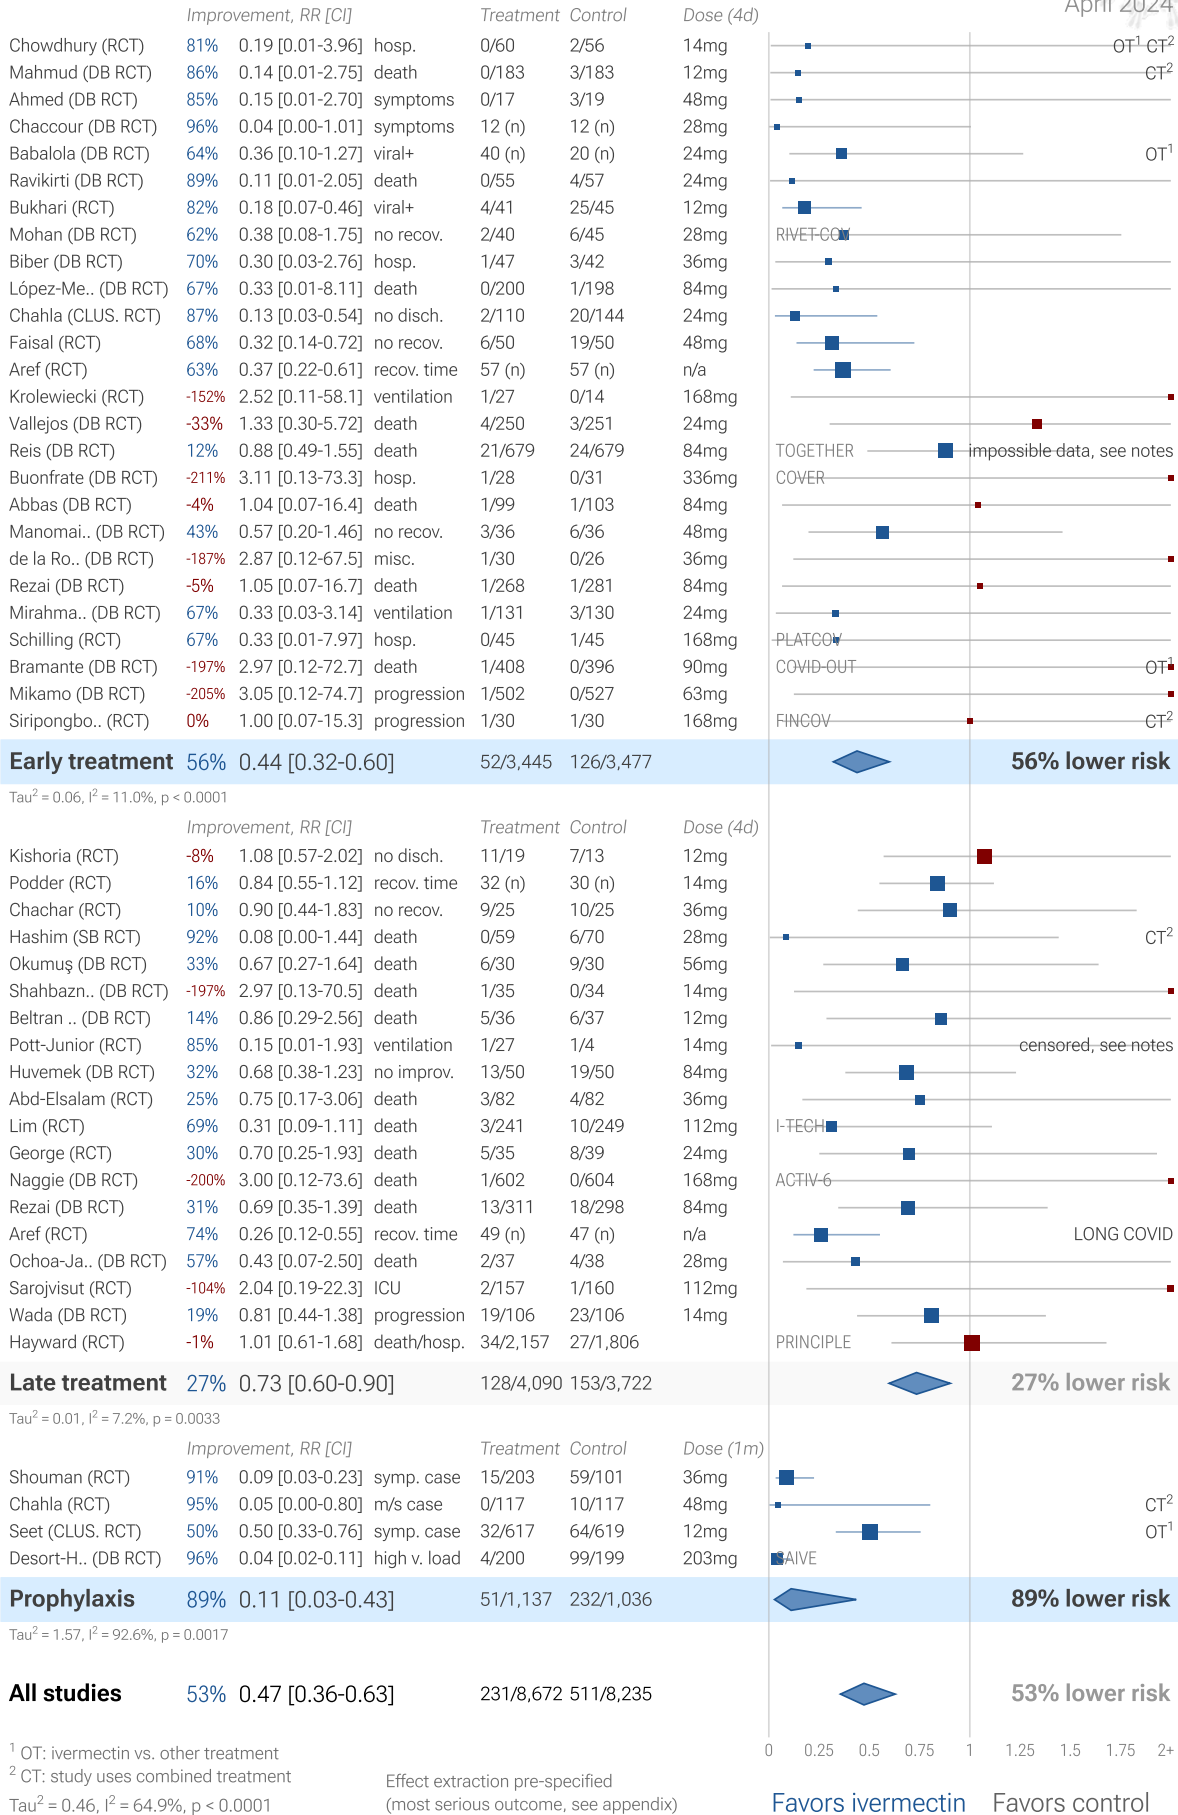 April 2024
Improvement, RR [CI] Treatment Control Dose (4d)
Chowdhury (RCT) 81% 0.19 [0.01-3.96] hosp. 0/60 2/56 14mg OT1 CT2
Mahmud (DB RCT) 86% 0.14 [0.01-2.75] death 0/183 3/183 12mg CT2
Ahmed (DB RCT) 85% 0.15 [0.01-2.70] symptoms 0/17 3/19 48mg
Chaccour (DB RCT) 96% 0.04 [0.00-1.01] symptoms 12 (n) 12 (n) 28mg
Babalola (DB RCT) 64% 0.36 [0.10-1.27] viral+ 40 (n) 20 (n) 24mg OT1
Ravikirti (DB RCT) 89% 0.11 [0.01-2.05] death 0/55 4/57 24mg
Bukhari (RCT) 82% 0.18 [0.07-0.46] viral+ 4/41 25/45 12mg
Mohan (DB RCT) 62% 0.38 [0.08-1.75] no recov. 2/40 6/45 28mg RIVET-COV
Biber (DB RCT) 70% 0.30 [0.03-2.76] hosp. 1/47 3/42 36mg
López-Me.. (DB RCT) 67% 0.33 [0.01-8.11] death 0/200 1/198 84mg
Chahla (CLUS. RCT) 87% 0.13 [0.03-0.54] no disch. 2/110 20/144 24mg
Faisal (RCT) 68% 0.32 [0.14-0.72] no recov. 6/50 19/50 48mg
Aref (RCT) 63% 0.37 [0.22-0.61] recov. time 57 (n) 57 (n) n/a
Krolewiecki (RCT) -152% 2.52 [0.11-58.1] ventilation 1/27 0/14 168mg
Vallejos (DB RCT) -33% 1.33 [0.30-5.72] death 4/250 3/251 24mg
Reis (DB RCT) 12% 0.88 [0.49-1.55] death 21/679 24/679 84mg TOGETHER impossible data, see notes
Buonfrate (DB RCT) -211% 3.11 [0.13-73.3] hosp. 1/28 0/31 336mg COVER
Abbas (DB RCT) -4% 1.04 [0.07-16.4] death 1/99 1/103 84mg
Manomai.. (DB RCT) 43% 0.57 [0.20-1.46] no recov. 3/36 6/36 48mg
de la Ro.. (DB RCT) -187% 2.87 [0.12-67.5] misc. 1/30 0/26 36mg
Rezai (DB RCT) -5% 1.05 [0.07-16.7] death 1/268 1/281 84mg
Mirahma.. (DB RCT) 67% 0.33 [0.03-3.14] ventilation 1/131 3/130 24mg
Schilling (RCT) 67% 0.33 [0.01-7.97] hosp. 0/45 1/45 168mg PLATCOV
Bramante (DB RCT) -197% 2.97 [0.12-72.7] death 1/408 0/396 90mg COVID-OUT OT1
Mikamo (DB RCT) -205% 3.05 [0.12-74.7] progression 1/502 0/527 63mg
Siripongbo.. (RCT) 0% 1.00 [0.07-15.3] progression 1/30 1/30 168mg FINCOV CT2
Early treatment 56% 0.44 [0.32-0.60] 52/3,445 126/3,477 56% lower risk
Tau2 = 0.06, I2 = 11.0%, p < 0.0001
Improvement, RR [CI] Treatment Control Dose (4d)
Kishoria (RCT) -8% 1.08 [0.57-2.02] no disch. 11/19 7/13 12mg
Podder (RCT) 16% 0.84 [0.55-1.12] recov. time 32 (n) 30 (n) 14mg
Chachar (RCT) 10% 0.90 [0.44-1.83] no recov. 9/25 10/25 36mg
Hashim (SB RCT) 92% 0.08 [0.00-1.44] death 0/59 6/70 28mg CT2
Okumuş (DB RCT) 33% 0.67 [0.27-1.64] death 6/30 9/30 56mg
Shahbazn.. (DB RCT) -197% 2.97 [0.13-70.5] death 1/35 0/34 14mg
Beltran .. (DB RCT) 14% 0.86 [0.29-2.56] death 5/36 6/37 12mg
Pott-Junior (RCT) 85% 0.15 [0.01-1.93] ventilation 1/27 1/4 14mg censored, see notes
Huvemek (DB RCT) 32% 0.68 [0.38-1.23] no improv. 13/50 19/50 84mg
Abd-Elsalam (RCT) 25% 0.75 [0.17-3.06] death 3/82 4/82 36mg
Lim (RCT) 69% 0.31 [0.09-1.11] death 3/241 10/249 112mg I-TECH
George (RCT) 30% 0.70 [0.25-1.93] death 5/35 8/39 24mg
Naggie (DB RCT) -200% 3.00 [0.12-73.6] death 1/602 0/604 168mg ACTIV-6
Rezai (DB RCT) 31% 0.69 [0.35-1.39] death 13/311 18/298 84mg
Aref (RCT) 74% 0.26 [0.12-0.55] recov. time 49 (n) 47 (n) n/a LONG COVID
Ochoa-Ja.. (DB RCT) 57% 0.43 [0.07-2.50] death 2/37 4/38 28mg
Sarojvisut (RCT) -104% 2.04 [0.19-22.3] ICU 2/157 1/160 112mg
Wada (DB RCT) 19% 0.81 [0.44-1.38] progression 19/106 23/106 14mg
Hayward (RCT) -1% 1.01 [0.61-1.68] death/hosp. 34/2,157 27/1,806 PRINCIPLE
Late treatment 27% 0.73 [0.60-0.90] 128/4,090 153/3,722 27% lower risk
Tau2 = 0.01, I2 = 7.2%, p = 0.0033
Improvement, RR [CI] Treatment Control Dose (1m)
Shouman (RCT) 91% 0.09 [0.03-0.23] symp. case 15/203 59/101 36mg
Chahla (RCT) 95% 0.05 [0.00-0.80] m/s case 0/117 10/117 48mg CT2
Seet (CLUS. RCT) 50% 0.50 [0.33-0.76] symp. case 32/617 64/619 12mg OT1
Desort-H.. (DB RCT) 96% 0.04 [0.02-0.11] high v. load 4/200 99/199 203mg SAIVE
Prophylaxis 89% 0.11 [0.03-0.43] 51/1,137 232/1,036 89% lower risk
Tau2 = 1.57, I2 = 92.6%, p = 0.0017
All studies 53% 0.47 [0.36-0.63] 231/8,672 511/8,235 53% lower risk
0 0.25 0.5 0.75 1 1.25 1.5 1.75 2+
1 OT: ivermectin vs. other treatment
2 CT: study uses combined treatment
Tau2 = 0.46, I2 = 64.9%, p < 0.0001
Effect extraction pre-specified
(most serious outcome, see appendix)
Favors ivermectin Favors control